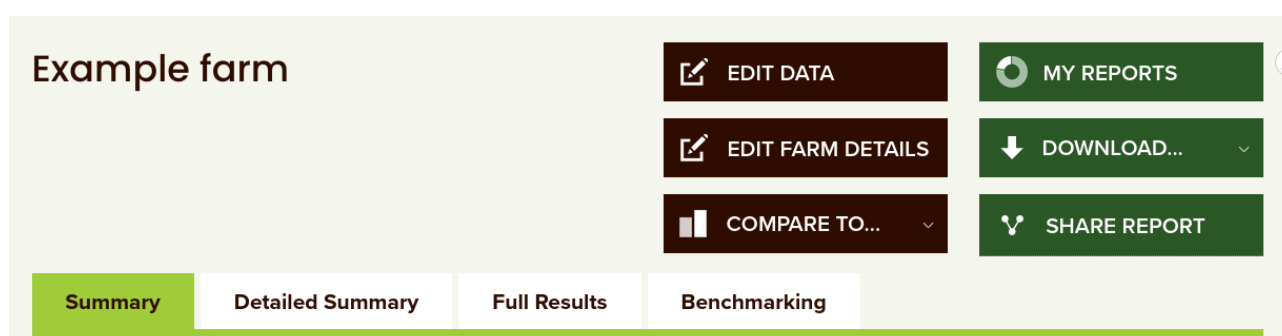 Example farm
EDIT DATA
MY REPORTS
EDIT FARM DETAILS
DOWNLOAD...
COMPARE TO...
SHARE REPORT
Summary
Detailed Summary
Full Results
Benchmarking